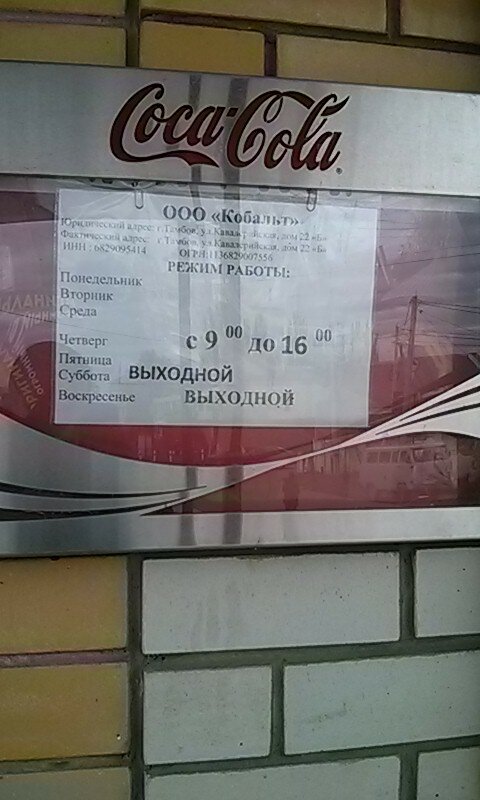 Coca-Cola
ООО «Кобальт»
Юридический адрес: г. Тамбов, ул.Кавалерийская, дом 22 «Б»
Фактический адрес: г. Тамбов, ул.Кавалерийская, дом 22 «Б»
ИНН : 6829095414 ОГРН:1136829007556
РЕЖИМ РАБОТЫ:
Понедельник
Вторник
Среда
Четверг с 9 00 до 16 00
Пятница
Суббота ВЫХОДНОЙ
Воскресенье ВЫХОДНОЙ